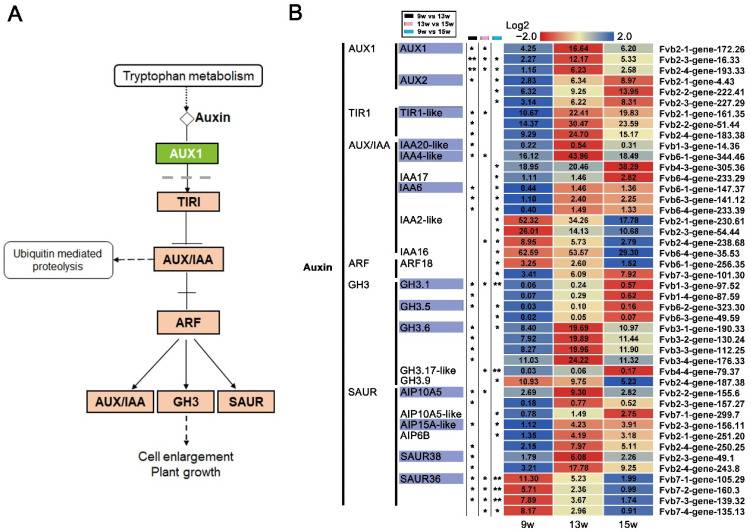 A
Tryptophan metabolism
Auxin
AUX1
TIRI
Ubiquitin mediated
proteolysis
AUX/IAA
ARF
AUX/IAA GH3 SAUR
Cell enlargement
Plant growth
B
9w vs 13w
13w vs 15w
9w vs 15w
Log2
−2.0 2.0
Auxin
AUX1 AUX1 * * 4.25 16.64 6.20 Fvb2-1-gene-172.26
** * * 2.27 12.17 5.33 Fvb2-3-gene-16.33
** * * 1.15 6.23 2.58 Fvb2-4-gene-193.33
AUX2 * * 2.83 6.34 8.97 Fvb2-1-gene-4.43
* 6.32 9.25 13.95 Fvb2-2-gene-222.41
* 3.14 6.22 8.31 Fvb2-3-gene-227.29
TIR1 TIR1-like * * 10.67 22.41 19.83 Fvb2-1-gene-161.35
* * 14.37 30.47 23.59 Fvb2-2-gene-51.44
* * 9.29 24.70 15.17 Fvb2-4-gene-183.38
AUX/IAA IAA20-like * 0.22 0.54 0.31 Fvb1-3-gene-14.36
IAA4-like * * 16.12 43.96 18.49 Fvb6-1-gene-344.46
* 18.95 20.46 38.29 Fvb4-3-gene-305.36
IAA17 * 1.11 1.46 2.82 Fvb6-4-gene-233.29
IAA6 * * 0.44 1.46 1.36 Fvb6-1-gene-147.37
* * 1.10 2.40 2.25 Fvb6-3-gene-141.12
* * 0.40 1.49 1.33 Fvb6-4-gene-233.39
IAA2-like * 52.32 34.26 17.78 Fvb2-1-gene-230.61
* * 26.01 14.13 10.68 Fvb2-3-gene-54.44
* * 8.95 5.73 2.79 Fvb2-4-gene-238.68
IAA16 * 62.59 53.57 29.30 Fvb6-4-gene-35.53
ARF ARF18 * 3.25 2.60 1.52 Fvb6-1-gene-256.35
* 3.41 6.09 7.92 Fvb7-3-gene-101.30
GH3 GH3.1 * * ** 0.06 0.24 0.57 Fvb1-3-gene-97.52
* * 0.01 0.29 0.62 Fvb1-4-gene-87.59
GH3.5 * * 0.03 0.10 0.16 Fvb6-2-gene-323.30
* 0.02 0.05 0.07 Fvb6-3-gene-49.59
GH3.6 * * 8.40 19.69 10.97 Fvb3-1-gene-190.33
* 7.92 19.89 11.44 Fvb3-2-gene-130.24
* 8.27 19.96 11.90 Fvb3-2-gene-112.25
* 11.03 24.22 11.32 Fvb3-4-gene-176.33
GH3.17-like * ** 0.03 0.06 0.17 Fvb4-4-gene-79.37
GH3.9 * 10.93 9.75 5.23 Fvb2-4-gene-187.38
SAUR AIP10A5 * * 2.69 9.30 2.82 Fvb2-2-gene-155.6
* 0.18 0.77 0.52 Fvb2-3-gene-157.27
AIP10A5-like * 0.78 1.49 2.75 Fvb7-1-gene-299.7
AIP15A-like * * 1.12 4.23 3.91 Fvb2-3-gene-156.11
AIP6B * * 1.35 4.19 3.18 Fvb2-1-gene-251.20
* * 2.15 7.97 5.11 Fvb2-4-gene-250.25
SAUR38 * 1.79 6.08 2.26 Fvb2-3-gene-49.1
* * 3.21 17.78 9.25 Fvb2-4-gene-243.8
SAUR36 * * ** 11.30 5.23 1.99 Fvb7-1-gene-105.29
* * ** 5.71 2.36 0.99 Fvb7-2-gene-160.3
* * ** 7.89 3.67 1.74 Fvb7-3-gene-139.32
* * * 8.17 2.96 0.91 Fvb7-4-gene-135.13
9w 13w 15w